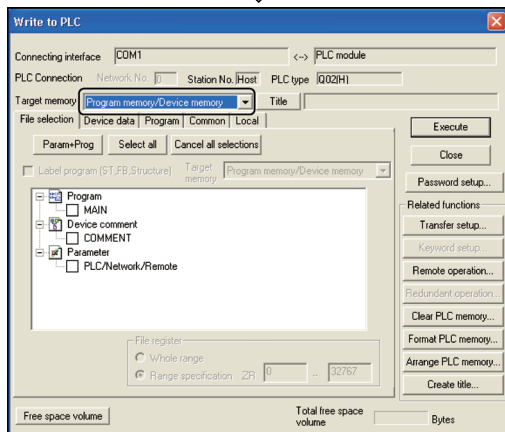 Write to PLC
Connecting interface COM1 <--> PLC module
PLC Connection Network No. 0 Station No. Host PLC type Q02(H)
Target memory Program memory/Device memory Title
File selection Device data Program Common Local
Param+Prog Select all Cancel all selections
Label program (ST,FB,Structure) Target memory Program memory/Device memory
Program
MAIN
Device comment
COMMENT
Parameter
PLC/Network/Remote
File register
Whole range
Range specification ZR 0 .. 32767
Execute
Close
Password setup...
Related functions
Transfer setup...
Keyword setup...
Remote operation...
Redundant operation...
Clear PLC memory...
Format PLC memory...
Arrange PLC memory...
Create title...
Free space volume
Total free space volume Bytes